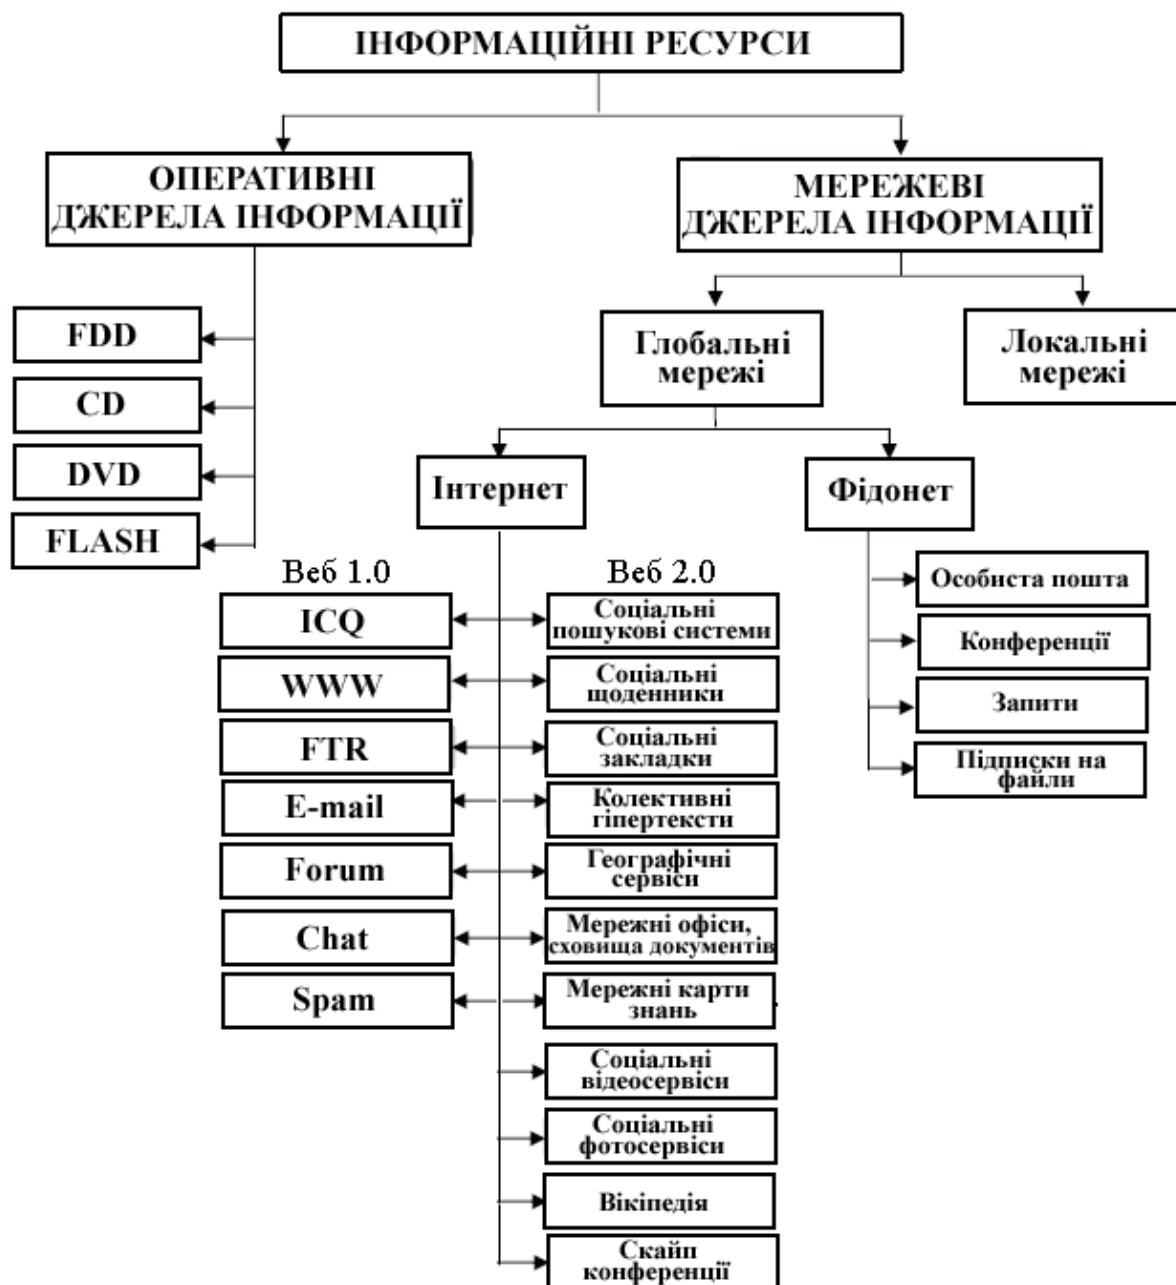 ІНФОРМАЦІЙНІ РЕСУРСИ
ОПЕРАТИВНІ
ДЖЕРЕЛА ІНФОРМАЦІЇ
МЕРЕЖЕВІ
ДЖЕРЕЛА ІНФОРМАЦІЇ
FDD
CD
DVD
FLASH
Глобальні
мережі
Локальні
мережі
Інтернет
Фідонет
Веб 1.0
ICQ
WWW
FTR
E-mail
Forum
Chat
Spam
Веб 2.0
Соціальні
пошукові системи
Соціальні
щоденники
Соціальні
закладки
Колективні
гіпертексти
Географічні
сервіси
Мережні офіси,
сховища документів
Мережні карти
знань
Соціальні
відеосервіси
Соціальні
фотосервіси
Вікіпедія
Скайп
конференції
Особиста пошта
Конференції
Запити
Підписки на
файли